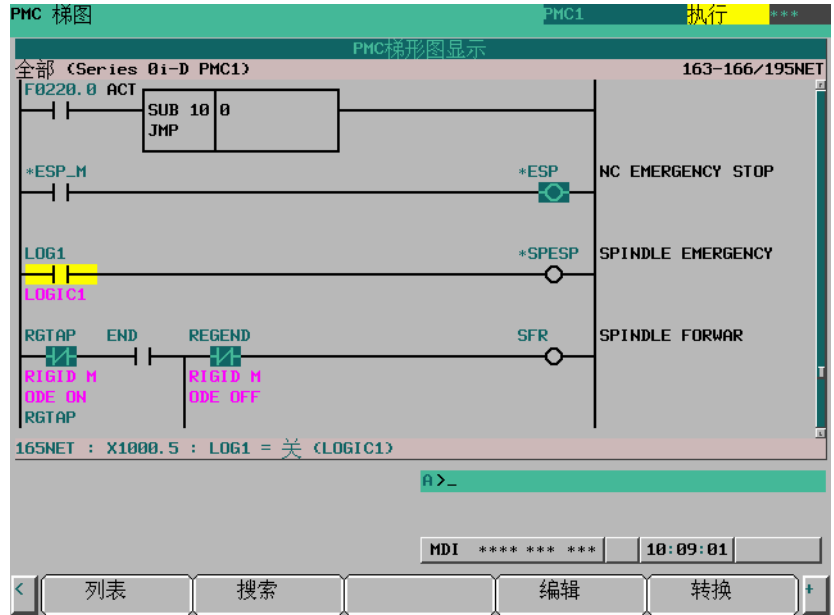 PMC 梯图 PMC1 执行 ***
PMC梯形图显示
全部 (Series 0i-D PMC1) 163-166/195NET
F0220.0 ACT
SUB 10 0
JMP
*ESP_M *ESP NC EMERGENCY STOP
LOG1 *SPESP SPINDLE EMERGENCY
LOGIC1
RGTAP END REGEND SFR SPINDLE FORWAR
RIGID M RIGID M
ODE ON ODE OFF
RGTAP
165NET : X1000.5 : LOG1 = 关 (LOGIC1)
A>_
MDI **** *** *** 10:09:01
< 列表 搜索 编辑 转换 +